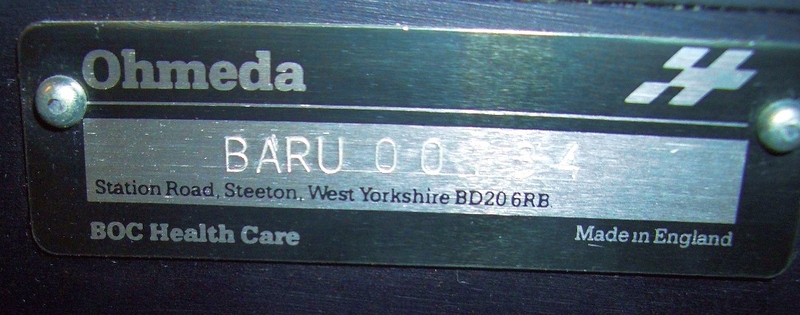 Ohmeda
BARU
Station Road, Steeton, West Yorkshire BD20 6RB
BOC Health Care
Made in England